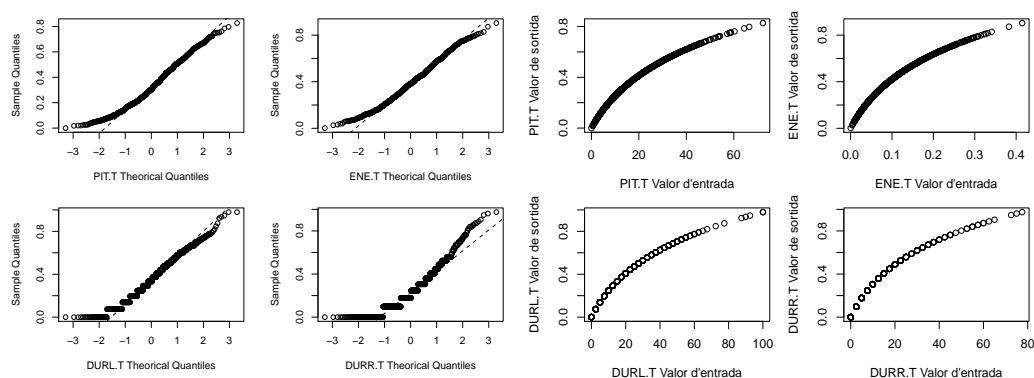 Sample Quantiles
0.0 0.2 0.4 0.6 0.8
−3 −2 −1 0 1 2 3
PIT.T Theorical Quantiles
Sample Quantiles
0.0 0.4 0.8
−3 −2 −1 0 1 2 3
ENE.T Theorical Quantiles
PIT.T Valor de sortida
0.0 0.4 0.8
0 20 40 60
PIT.T Valor d'entrada
ENE.T Valor de sortida
0.0 0.4 0.8
0.0 0.1 0.2 0.3 0.4
ENE.T Valor d'entrada
Sample Quantiles
0.0 0.4 0.8
−3 −2 −1 0 1 2 3
DURL.T Theorical Quantiles
Sample Quantiles
0.0 0.4 0.8
−3 −2 −1 0 1 2 3
DURR.T Theorical Quantiles
DURL.T Valor de sortida
0.0 0.4 0.8
0 20 40 60 80 100
DURL.T Valor d'entrada
DURR.T Valor de sortida
0.0 0.4 0.8
0 20 40 60 80
DURR.T Valor d'entrada